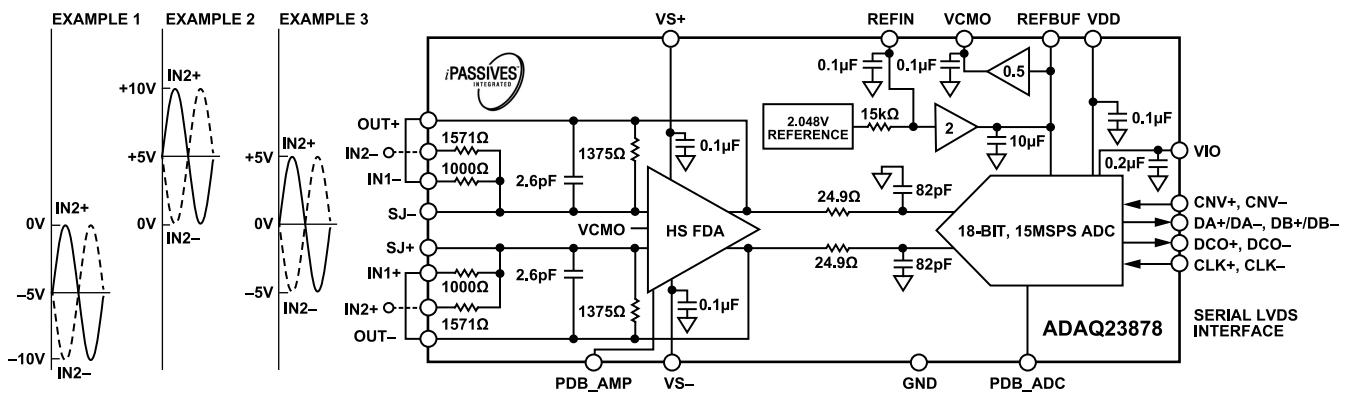 EXAMPLE 1
EXAMPLE 2
EXAMPLE 3
IN2+
+10V
+5V
0V
IN2–
IN2+
+5V
0V
–5V
IN2–
IN2+
0V
–5V
–10V
IN2–
VS+
REFIN
VCMO
REFBUF
VDD
iPASSIVES
INTEGRATED
0.1µF
0.1µF
0.5
2.048V
REFERENCE
15kΩ
2
10µF
0.1µF
VIO
0.2µF
OUT+
IN2–
IN1–
SJ–
SJ+
IN1+
IN2+
OUT–
1571Ω
1000Ω
2.6pF
1375Ω
0.1µF
VCMO
HS FDA
1000Ω
1571Ω
2.6pF
1375Ω
0.1µF
24.9Ω
82pF
24.9Ω
82pF
18-BIT, 15MSPS ADC
CNV+, CNV–
DA+/DA–, DB+/DB–
DCO+, DCO–
CLK+, CLK–
SERIAL LVDS
INTERFACE
ADAQ23878
PDB_AMP
VS–
GND
PDB_ADC